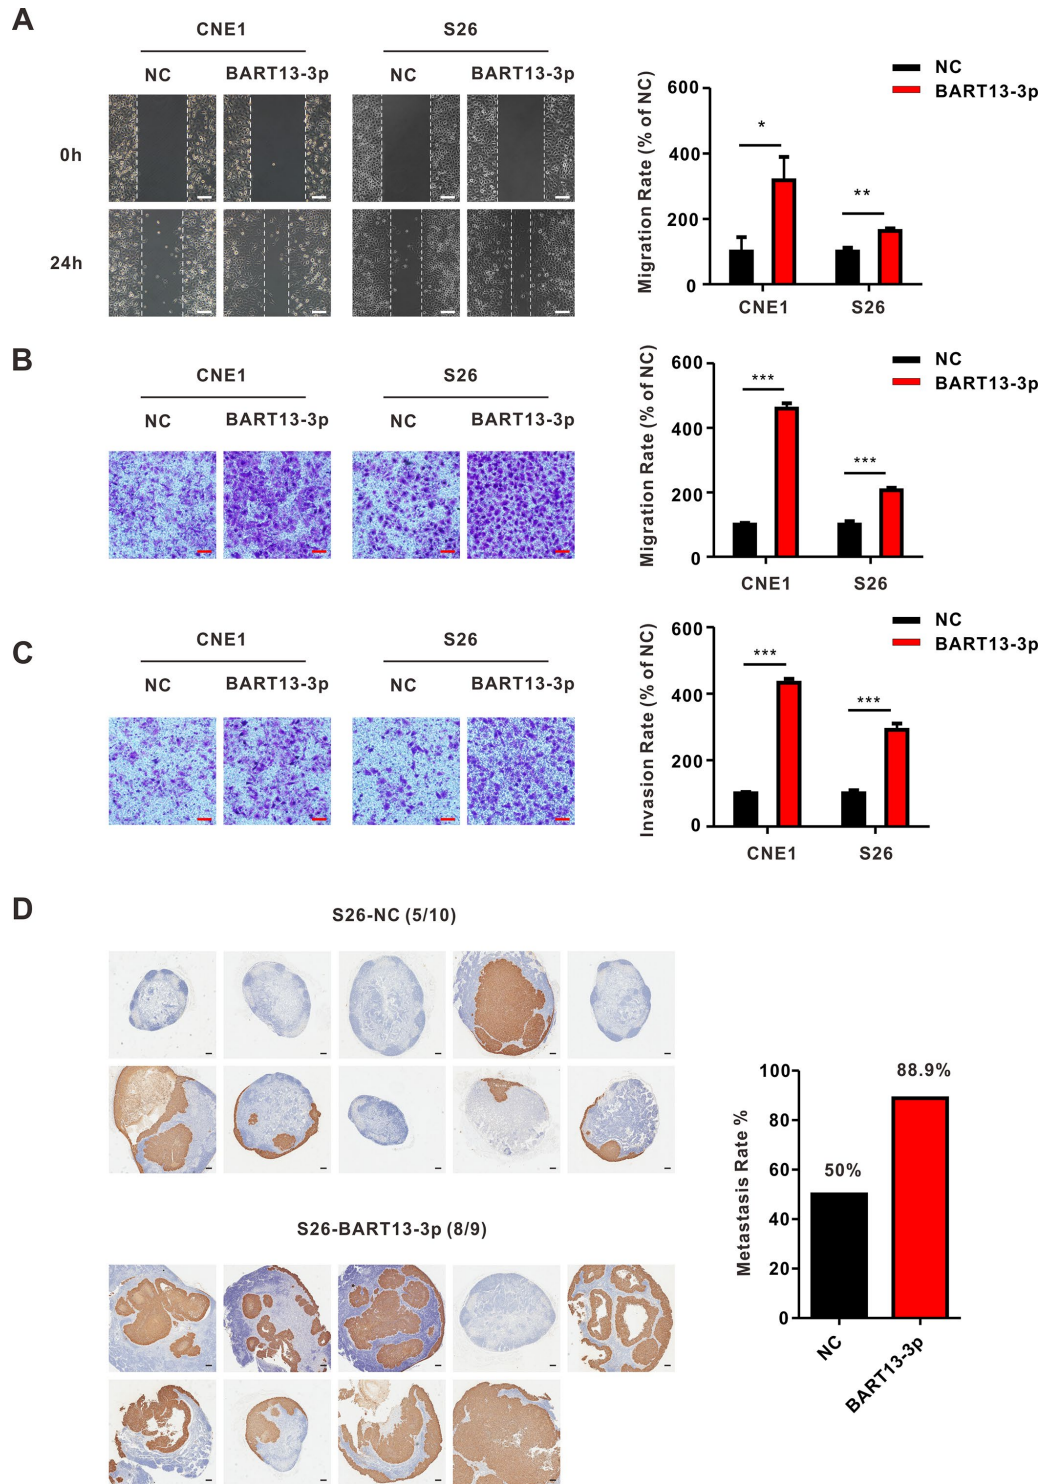 A
CNE1 S26
NC BART13-3p NC BART13-3p
0h
24h
NC
BART13-3p
Migration Rate (% of NC)
600
400
200
0
* **
CNE1 S26
B
CNE1 S26
NC BART13-3p NC BART13-3p
NC
BART13-3p
Migration Rate (% of NC)
600
400
200
0
*** ***
CNE1 S26
C
CNE1 S26
NC BART13-3p NC BART13-3p
NC
BART13-3p
Invasion Rate (% of NC)
600
400
200
0
*** ***
CNE1 S26
D
S26-NC (5/10)
S26-BART13-3p (8/9)
Metastasis Rate %
100
80
60
40
20
0
50%
88.9%
NC
BART13-3p